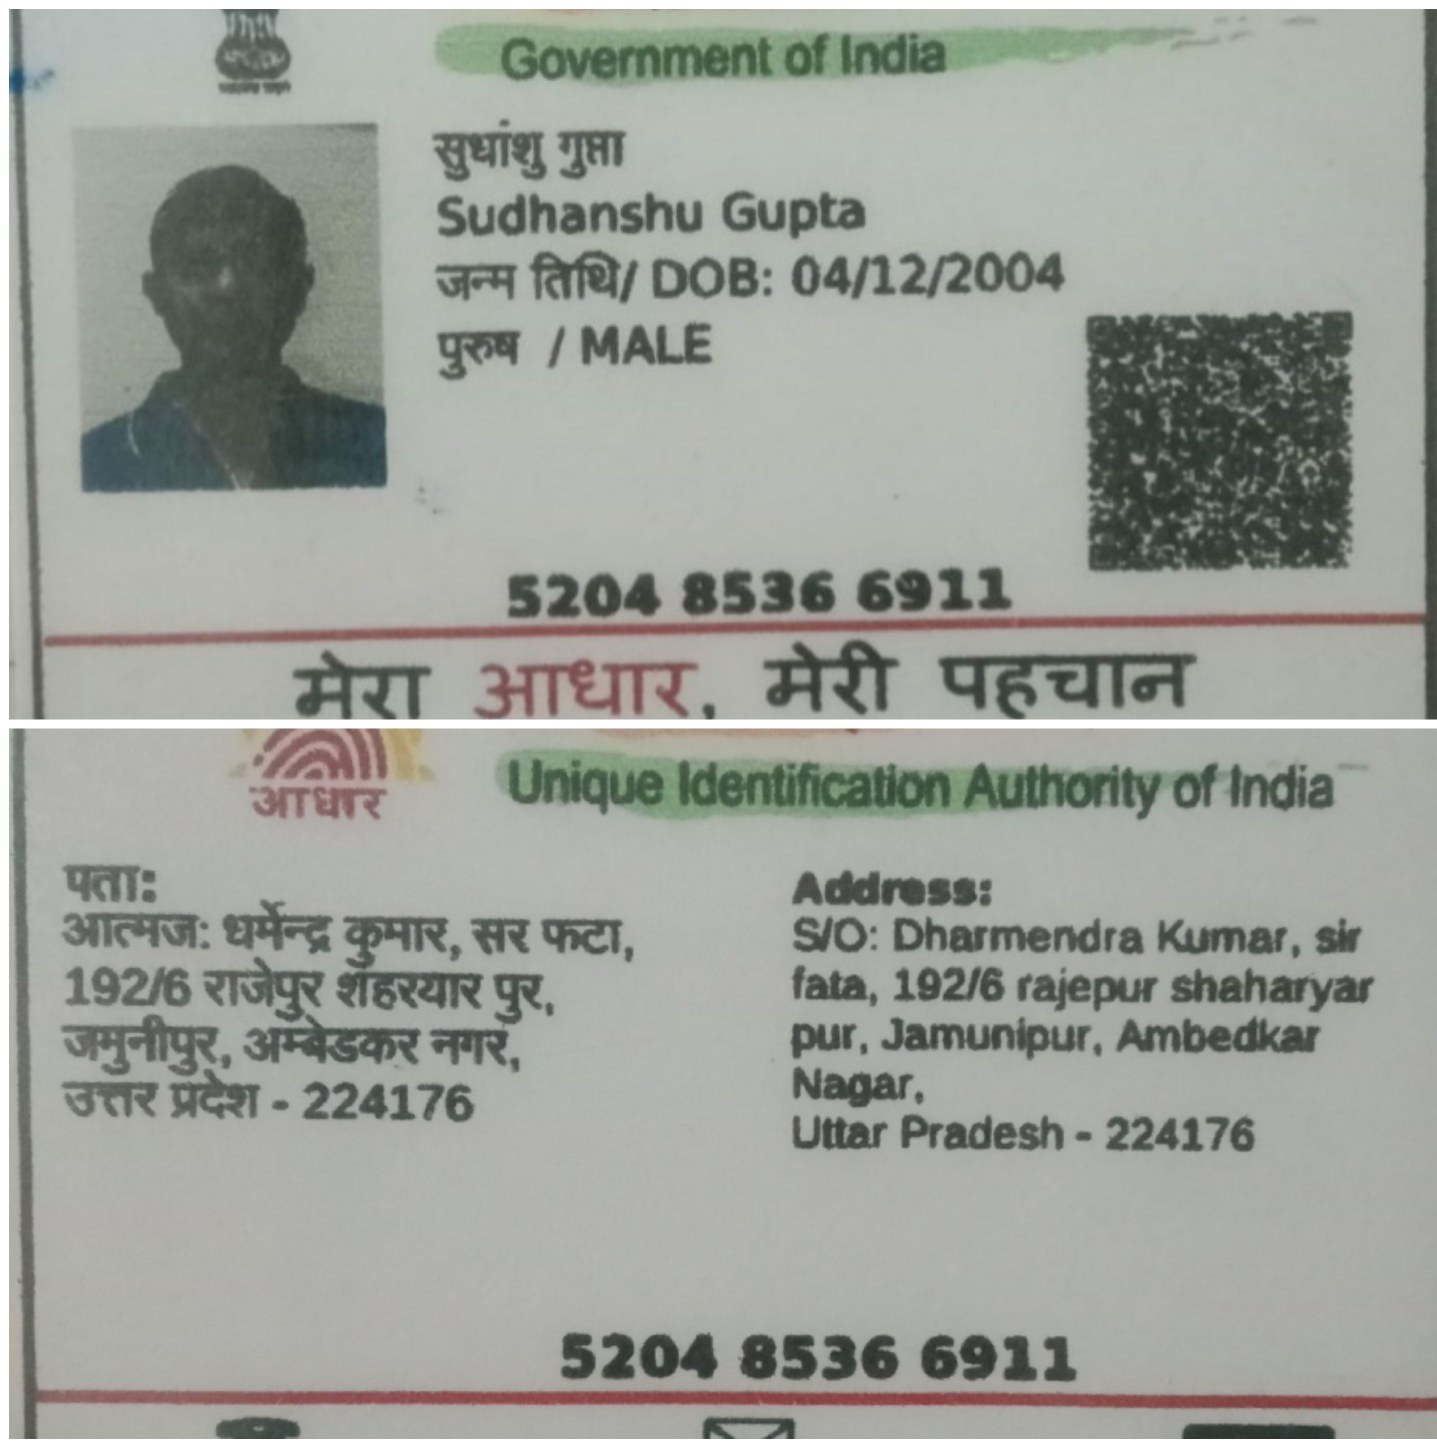 Government of India
सुधांशु गुप्ता
Sudhanshu Gupta
जन्म तिथि/ DOB: 04/12/2004
पुरुष / MALE
5204 8536 6911
मेरा आधार, मेरी पहचान
आधार
Unique Identification Authority of India
पता:
आत्मज: धर्मेन्द्र कुमार, सर फटा,
192/6 राजेपुर शहरयार पुर,
जमुनीपुर, अम्बेडकर नगर,
उत्तर प्रदेश - 224176
Address:
S/O: Dharmendra Kumar, sir
fata, 192/6 rajepur shaharyar
pur, Jamunipur, Ambedkar
Nagar,
Uttar Pradesh - 224176
5204 8536 6911